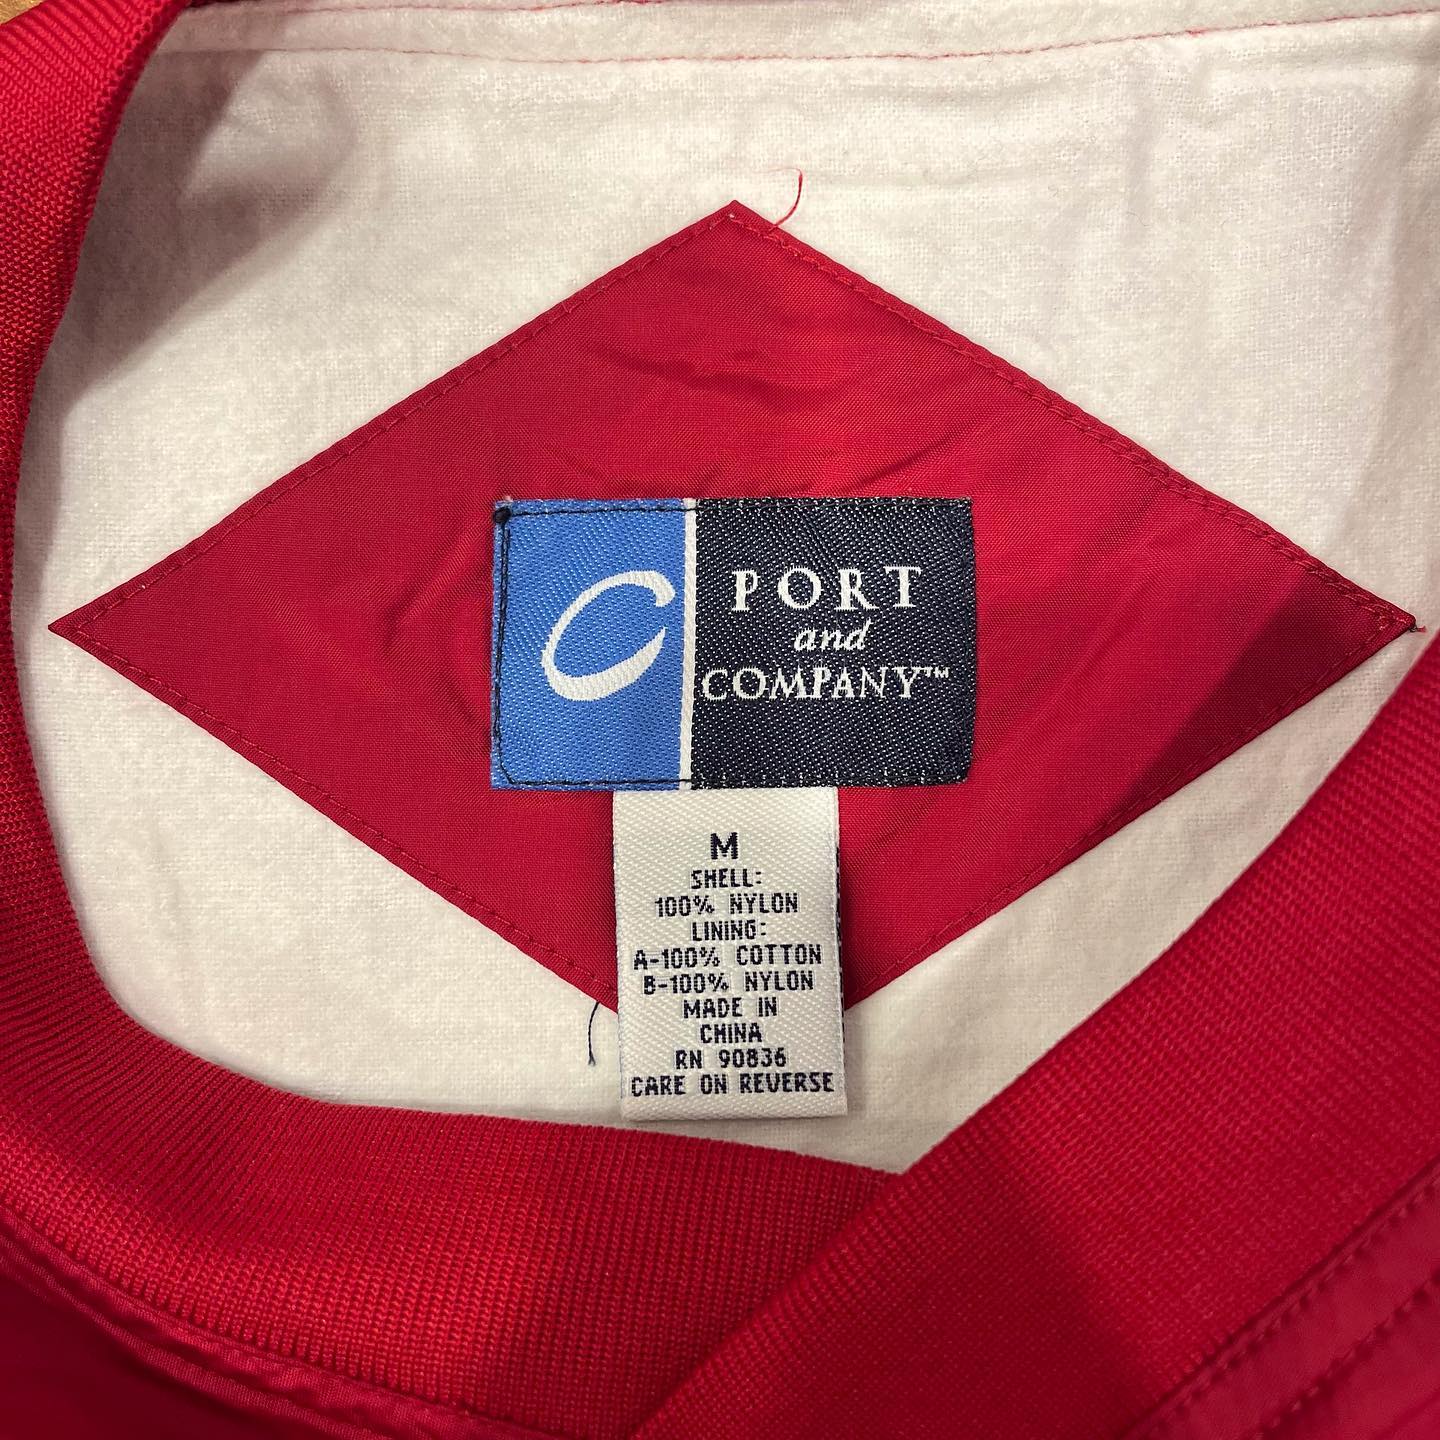 C
PORT
and
COMPANY™
M
SHELL:
100% NYLON
LINING:
A-100% COTTON
B-100% NYLON
MADE IN
CHINA
RN 90836
CARE ON REVERSE